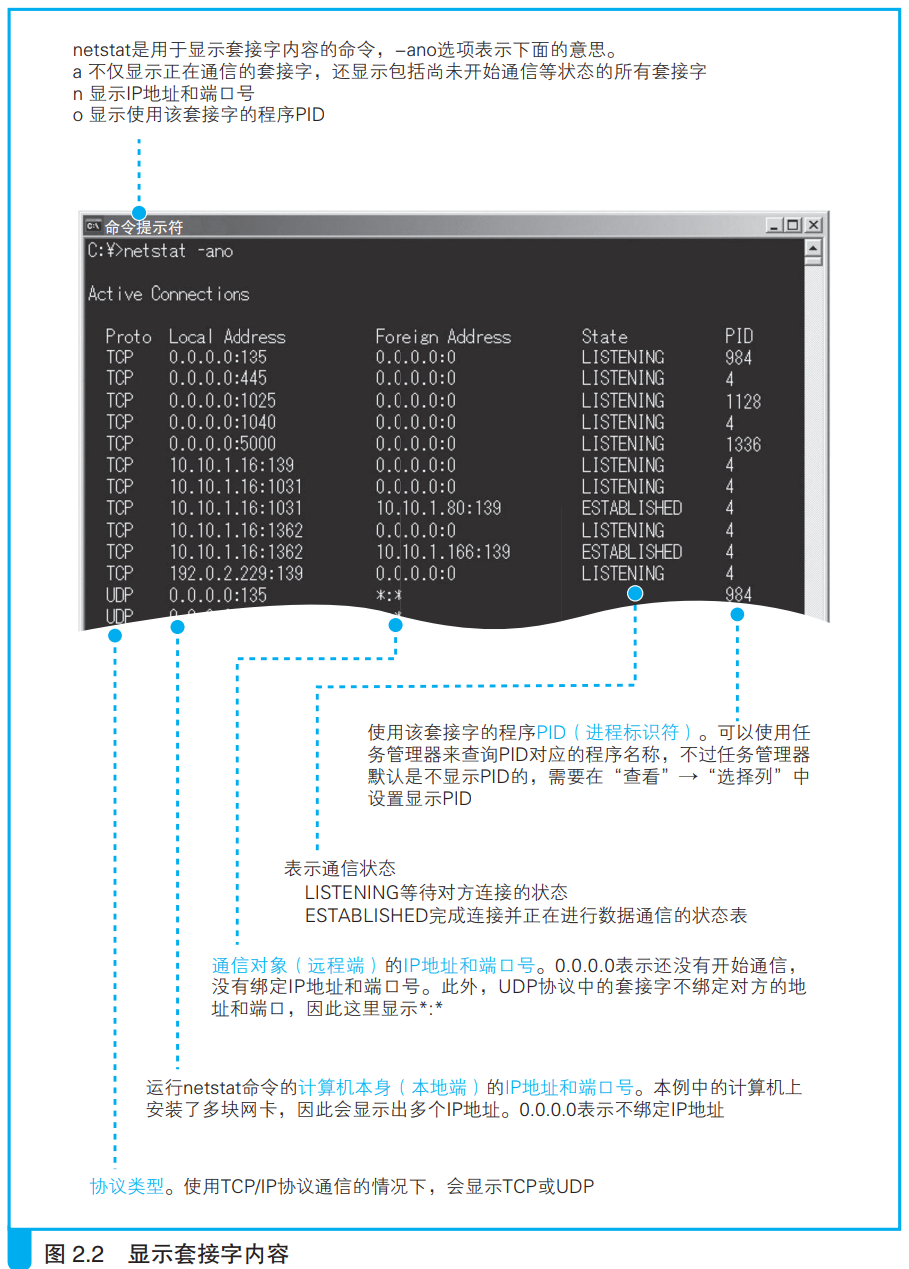 netstat是用于显示套接字内容的命令，–ano选项表示下面的意思。
a 不仅显示正在通信的套接字，还显示包括尚未开始通信等状态的所有套接字
n 显示IP地址和端口号
o 显示使用该套接字的程序PID
命令提示符
C:¥>netstat -ano
Active Connections
Proto Local Address Foreign Address State PID
TCP 0.0.0.0:135 0.0.0.0:0 LISTENING 984
TCP 0.0.0.0:445 0.0.0.0:0 LISTENING 4
TCP 0.0.0.0:1025 0.0.0.0:0 LISTENING 1128
TCP 0.0.0.0:1040 0.0.0.0:0 LISTENING 4
TCP 0.0.0.0:5000 0.0.0.0:0 LISTENING 1336
TCP 10.10.1.16:139 0.0.0.0:0 LISTENING 4
TCP 10.10.1.16:1031 0.0.0.0:0 LISTENING 4
TCP 10.10.1.16:1031 10.10.1.80:139 ESTABLISHED 4
TCP 10.10.1.16:1362 0.0.0.0:0 LISTENING 4
TCP 10.10.1.16:1362 10.10.1.166:139 ESTABLISHED 4
TCP 192.0.2.229:139 0.0.0.0:0 LISTENING 4
UDP 0.0.0.0:135 *:* 984
UDP
使用该套接字的程序PID（进程标识符）。可以使用任
务管理器来查询PID对应的程序名称，不过任务管理器
默认是不显示PID的，需要在“查看”→“选择列”中
设置显示PID
表示通信状态
LISTENING等待对方连接的状态
ESTABLISHED完成连接并正在进行数据通信的状态表
通信对象（远程端）的IP地址和端口号。0.0.0.0表示还没有开始通信，
没有绑定IP地址和端口号。此外，UDP协议中的套接字不绑定对方的地
址和端口，因此这里显示*:*
运行netstat命令的计算机本身（本地端）的IP地址和端口号。本例中的计算机上
安装了多块网卡，因此会显示出多个IP地址。0.0.0.0表示不绑定IP地址
协议类型。使用TCP/IP协议通信的情况下，会显示TCP或UDP
图 2.2 显示套接字内容